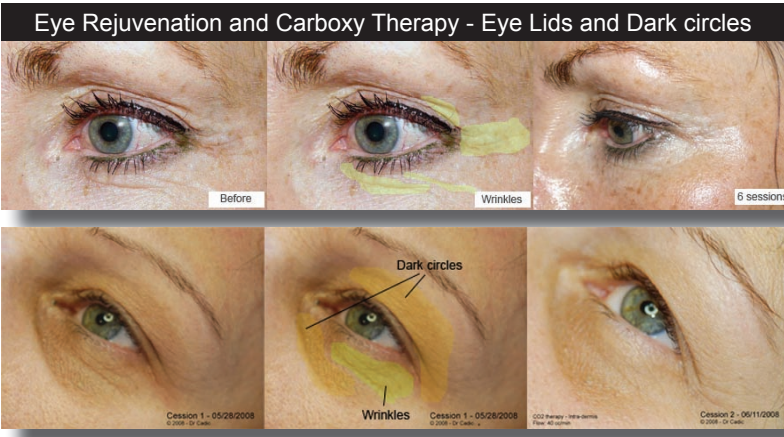 Eye Rejuvenation and Carboxy Therapy - Eye Lids and Dark circles
Before
Wrinkles
6 sessions
Dark circles
Wrinkles
Cession 1 - 05/28/2008
© 2008 - Dr Cedic
Cession 1 - 05/28/2008
© 2008 - Dr Cedic
CO2 therapy - Intra-dermis
Flow: 40 cc/min
Cession 2 - 06/11/2008
© 2008 - Dr Cedic